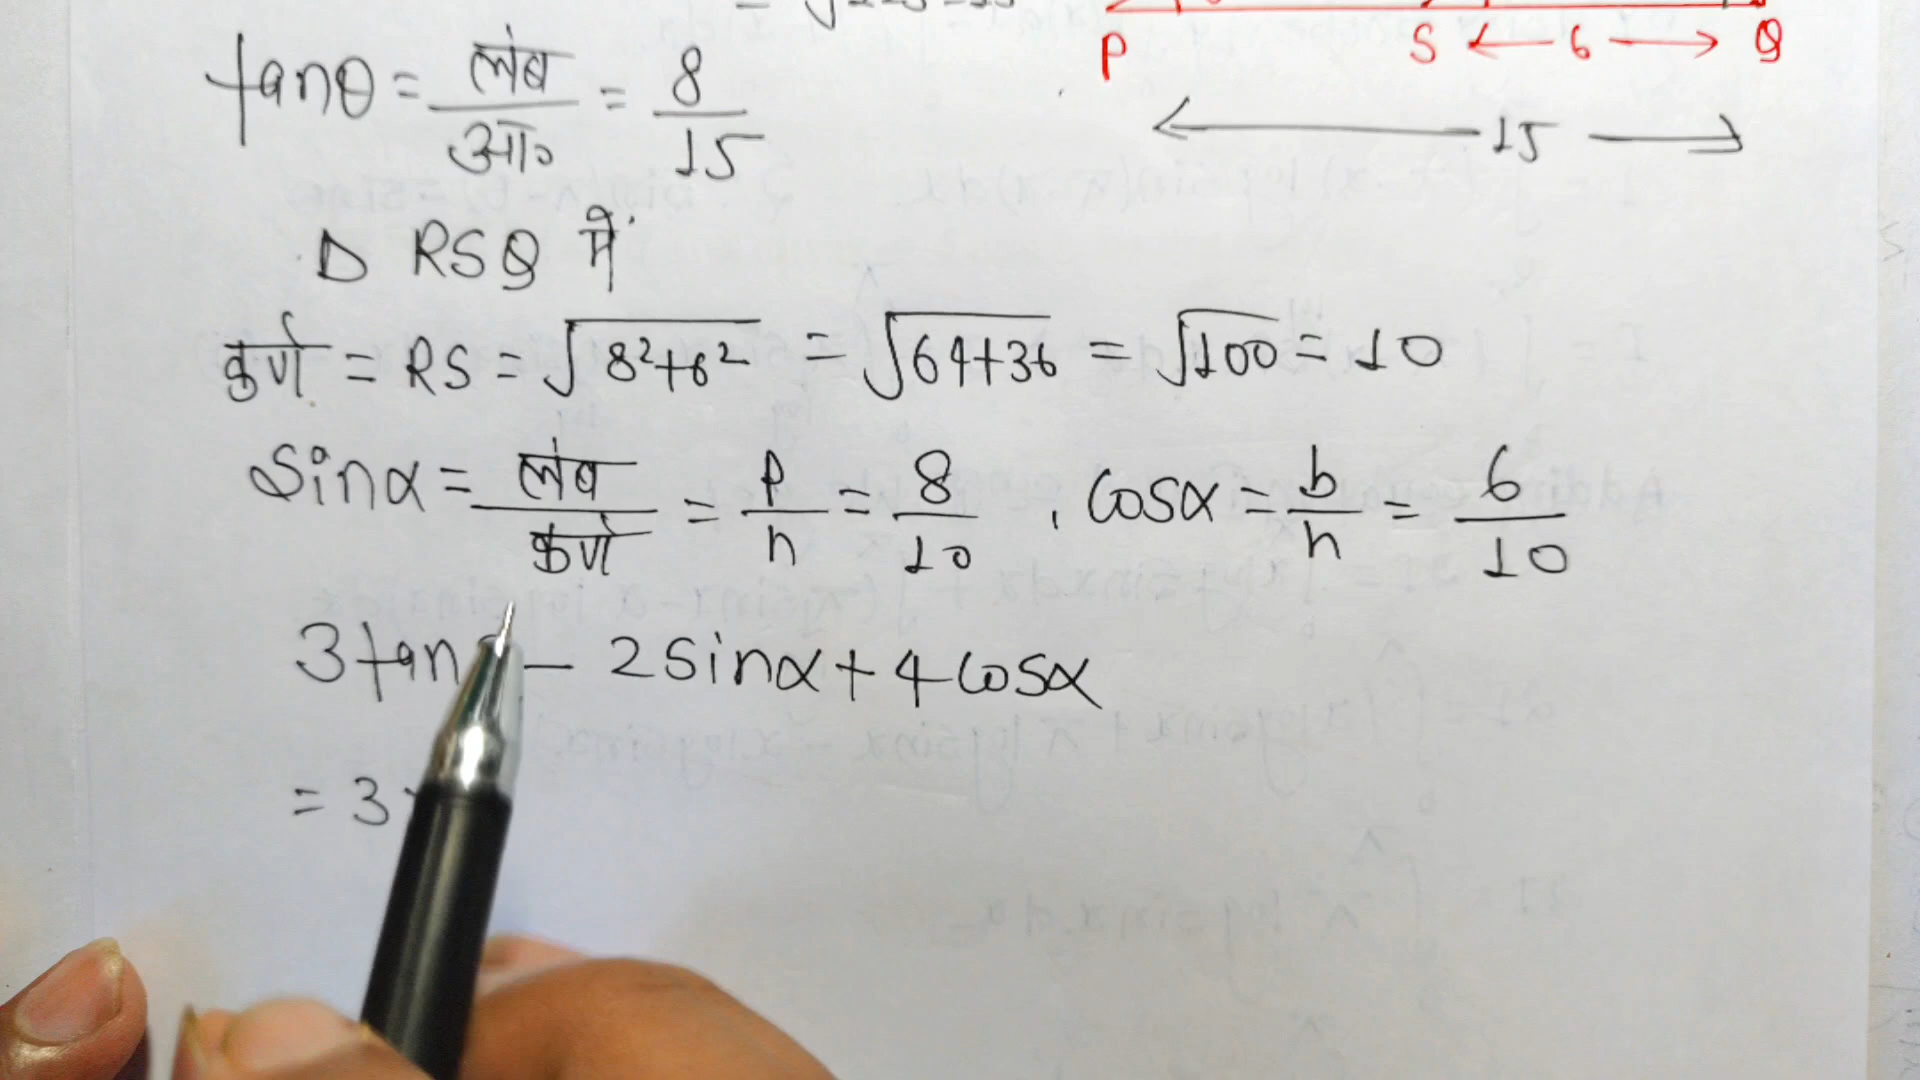 P S ← 6 → Q
tanθ = लंब/आ० = 8/15
← 15 →
Δ RSQ में
कर्ण = RS = √8²+6² = √64+36 = √100 = 10
Sinα = लंब/कर्ण = P/h = 8/10 , Cosα = b/h = 6/10
3tan – 2Sinα + 4Cosα
= 3